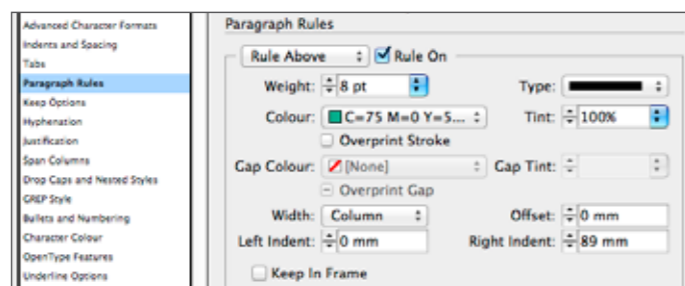 Advanced Character Formats
Indents and Spacing
Tabs
Paragraph Rules
Keep Options
Hyphenation
Justification
Span Columns
Drop Caps and Nested Styles
GREP Style
Bullets and Numbering
Character Colour
OpenType Features
Underline Options
Paragraph Rules
Rule Above Rule On
Weight: 8 pt Type:
Colour: C=75 M=0 Y=5... Tint: 100%
Overprint Stroke
Gap Colour: [None] Gap Tint:
Overprint Gap
Width: Column Offset: 0 mm
Left Indent: 0 mm Right Indent: 89 mm
Keep In Frame